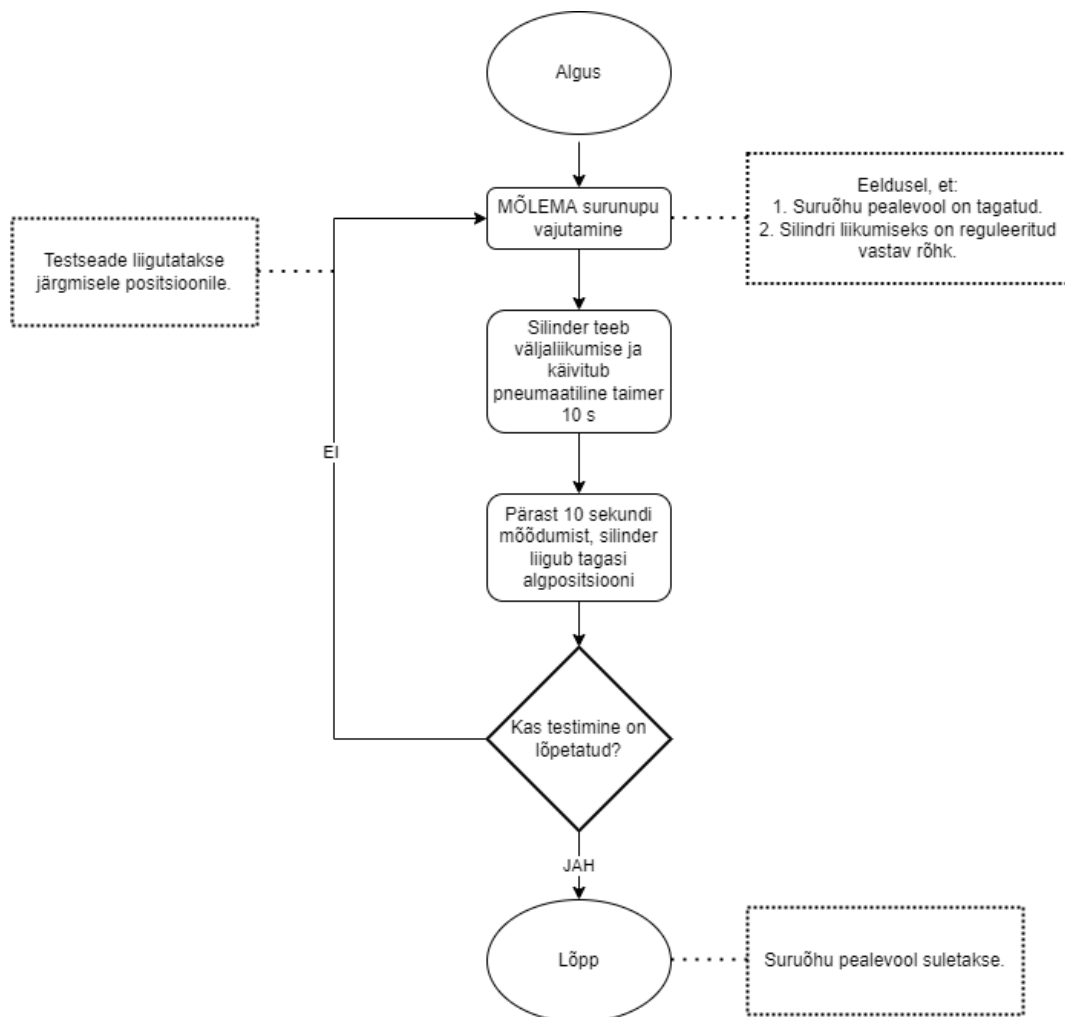 Algus
MÕLEMA surunupu
vajutamine
Eeldusel, et:
1. Suruõhu pealevool on tagatud.
2. Silindri liikumiseks on reguleeritud
vastav rõhk.
Testseade liigutatakse
järgmisele positsioonile.
Silinder teeb
väljaliikumise ja
käivitub
pneumaatiline taimer
10 s
EI
Pärast 10 sekundi
mõõdumist, silinder
liigub tagasi
algpositsiooni
Kas testimine on
lõpetatud?
JAH
Lõpp
Suruõhu pealevool suletakse.